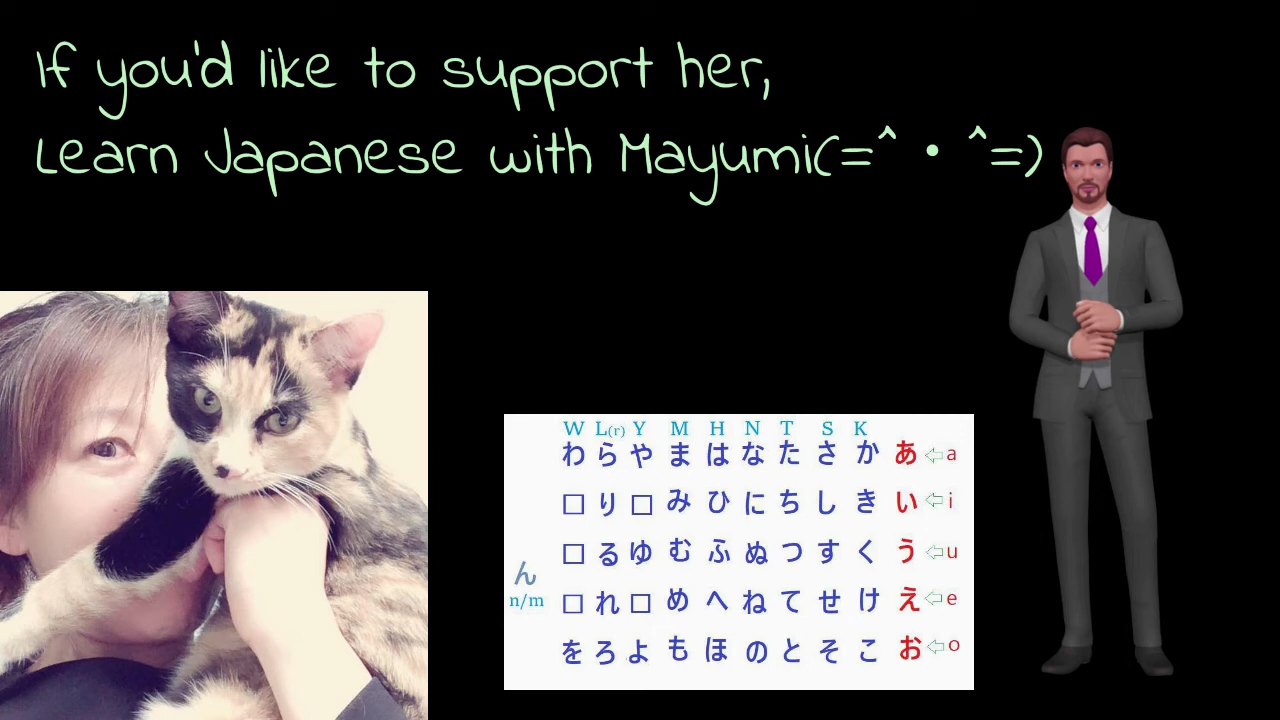 If you'd like to support her,
Learn Japanese with Mayumi(=^・^=)
W L(r) Y M H N T S K
わ ら や ま は な た さ か あ ⇦a
□ り □ み ひ に ち し き い ⇦i
□ る ゆ む ふ ぬ つ す く う ⇦u
ん
n/m
□ れ □ め へ ね て せ け え ⇦e
を ろ よ も ほ の と そ こ お ⇦o